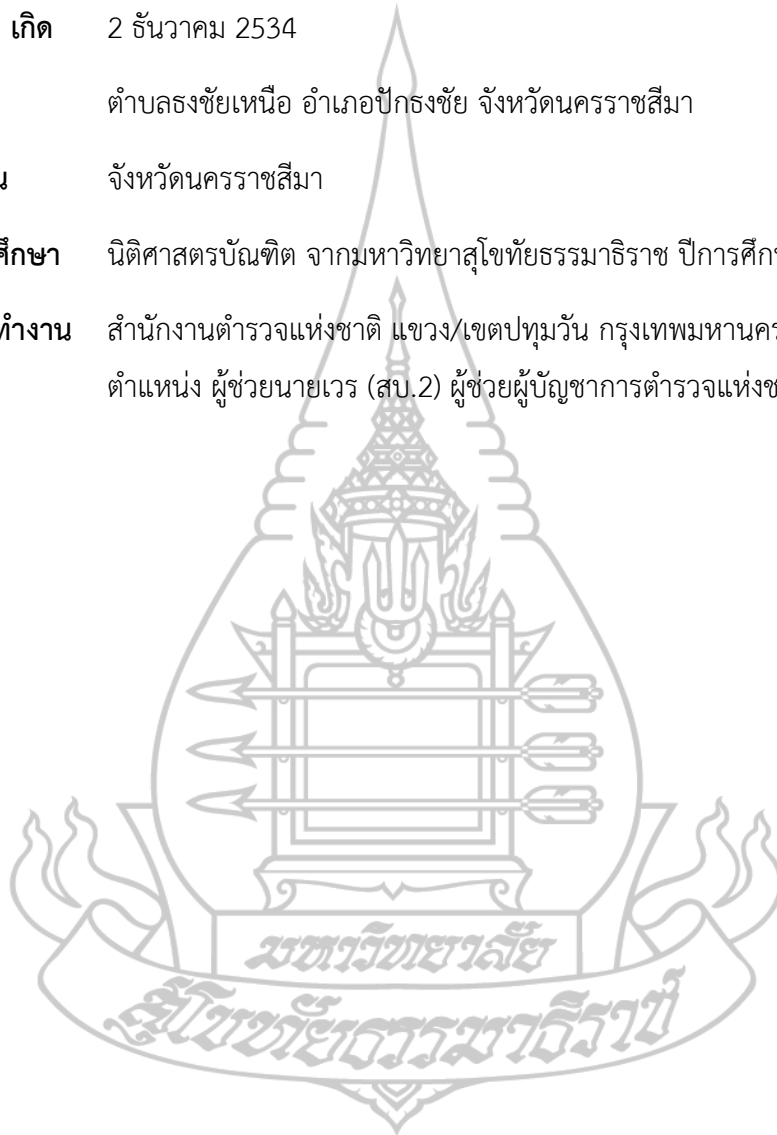 เกิด 2 ธันวาคม 2534
ตำบลธงชัยเหนือ อำเภอปักธงชัย จังหวัดนครราชสีมา
จังหวัดนครราชสีมา
ศึกษา นิติศาสตรบัณฑิต จากมหาวิทยาสุโขทัยธรรมาธิราช ปีการศึก
ทำงาน สำนักงานตำรวจแห่งชาติ แขวง/เขตปทุมวัน กรุงเทพมหานคร
ตำแหน่ง ผู้ช่วยนายเวร (สบ.2) ผู้ช่วยผู้บัญชาการตำรวจแห่งช
มหาวิทยาลัย
สุโขทัยธรรมาธิราช